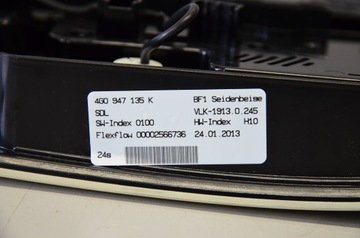 4G0 947 135 K BF1 Seidenbeise
SDL VLK-1913.0.245
SW-Index 0100 HW-Index H10
Flexflow 00002566736 24.01.2013
24s